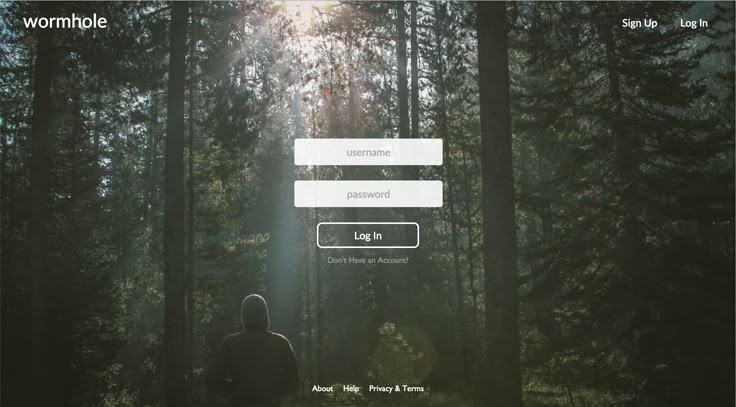 wormhole
Sign Up Log In
username
password
Log In
Don't Have an Account?
About Help Privacy & Terms